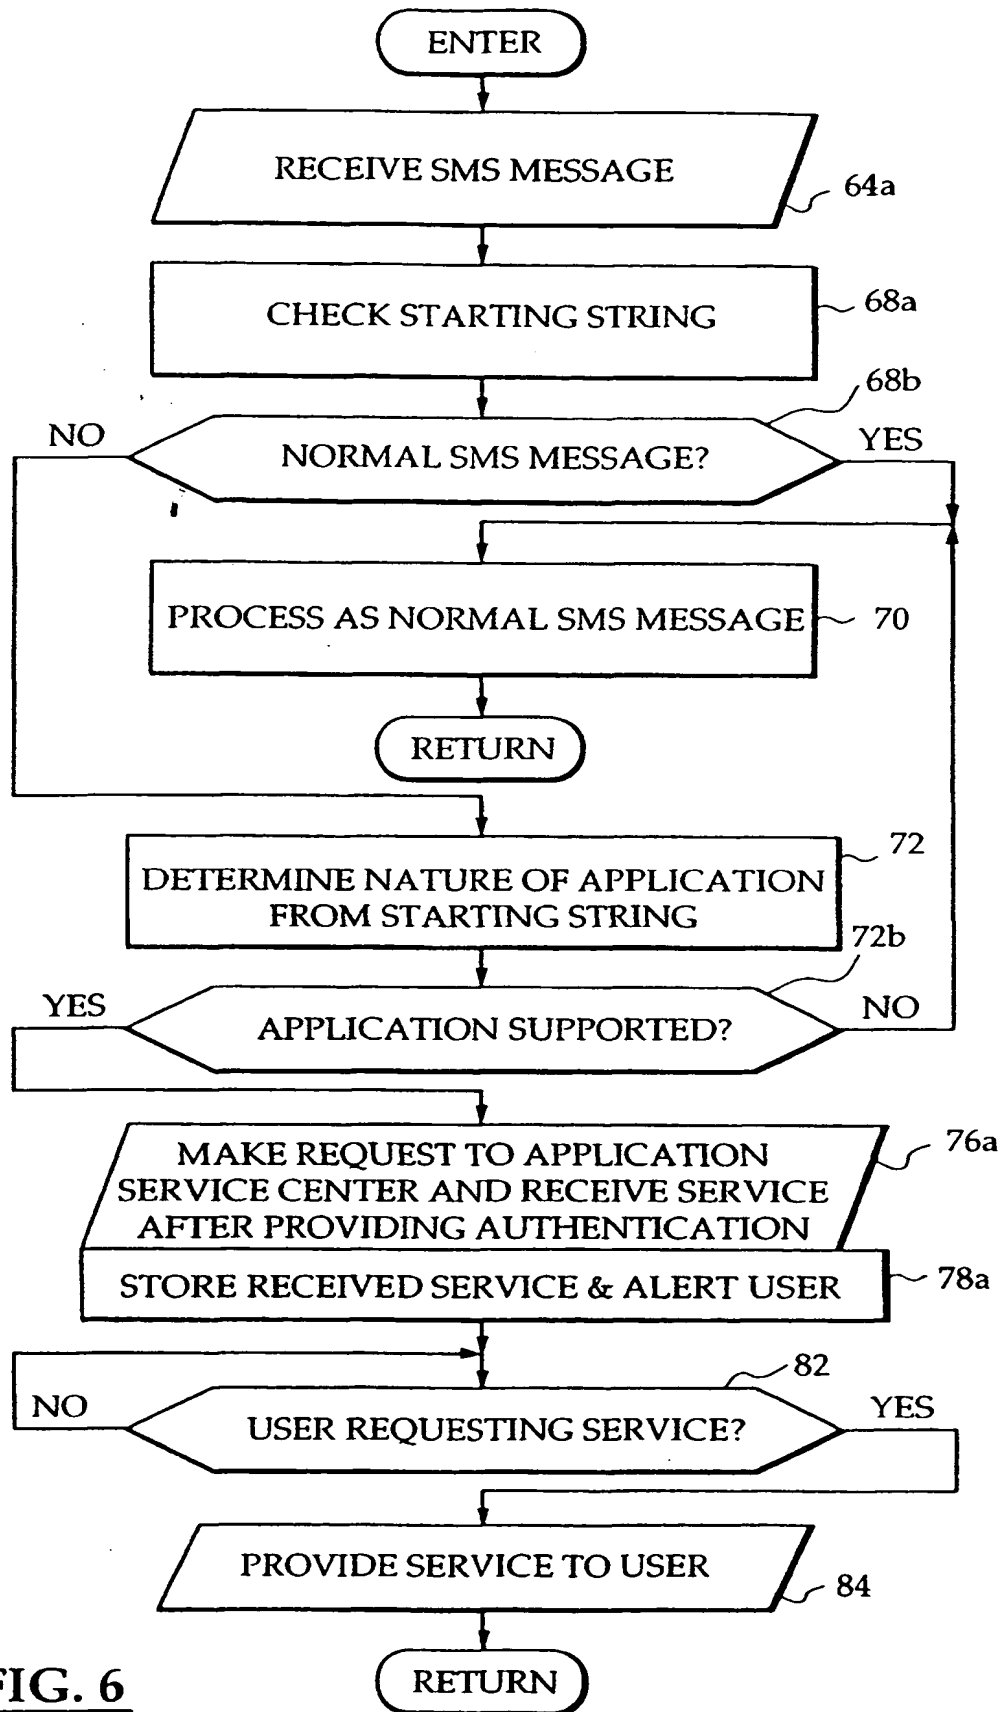 ENTER
RECEIVE SMS MESSAGE
64a
CHECK STARTING STRING
68a
68b
NO
NORMAL SMS MESSAGE?
YES
PROCESS AS NORMAL SMS MESSAGE
70
RETURN
72
DETERMINE NATURE OF APPLICATION
FROM STARTING STRING
72b
YES
APPLICATION SUPPORTED?
NO
MAKE REQUEST TO APPLICATION
SERVICE CENTER AND RECEIVE SERVICE
AFTER PROVIDING AUTHENTICATION
76a
STORE RECEIVED SERVICE & ALERT USER
78a
82
NO
USER REQUESTING SERVICE?
YES
PROVIDE SERVICE TO USER
84
RETURN
FIG. 6